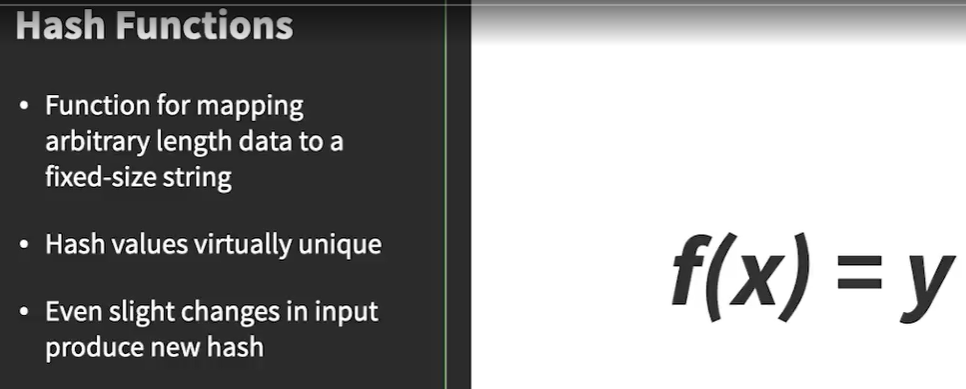 Hash Functions
• Function for mapping
arbitrary length data to a
fixed-size string
• Hash values virtually unique
• Even slight changes in input
produce new hash
f(x) = y